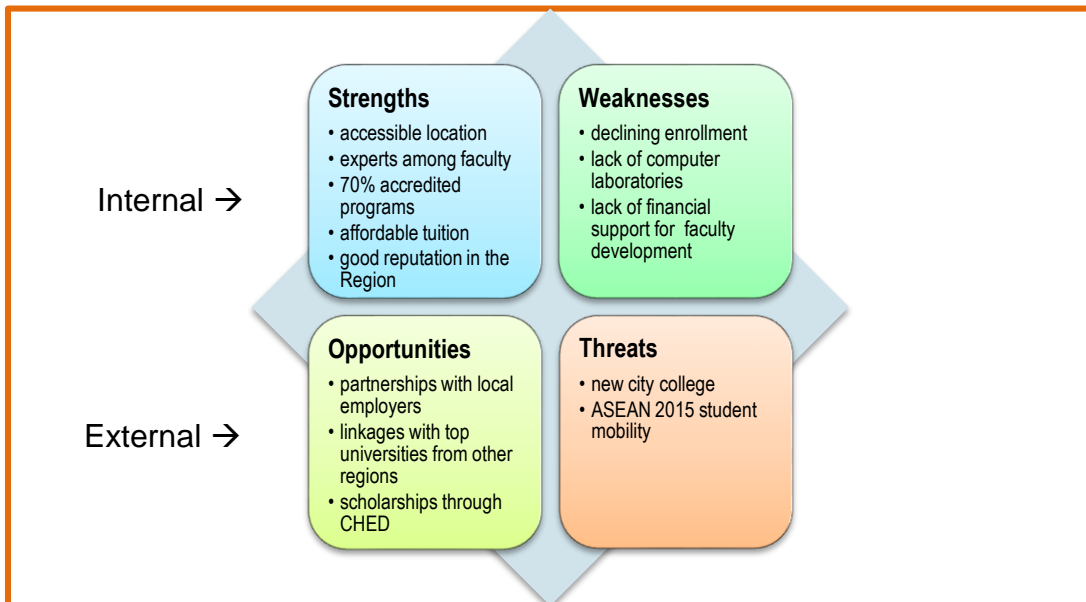 Internal →
Strengths
• accessible location
• experts among faculty
• 70% accredited
programs
• affordable tuition
• good reputation in the
Region
Weaknesses
• declining enrollment
• lack of computer
laboratories
• lack of financial
support for faculty
development
External →
Opportunities
• partnerships with local
employers
• linkages with top
universities from other
regions
• scholarships through
CHED
Threats
• new city college
• ASEAN 2015 student
mobility